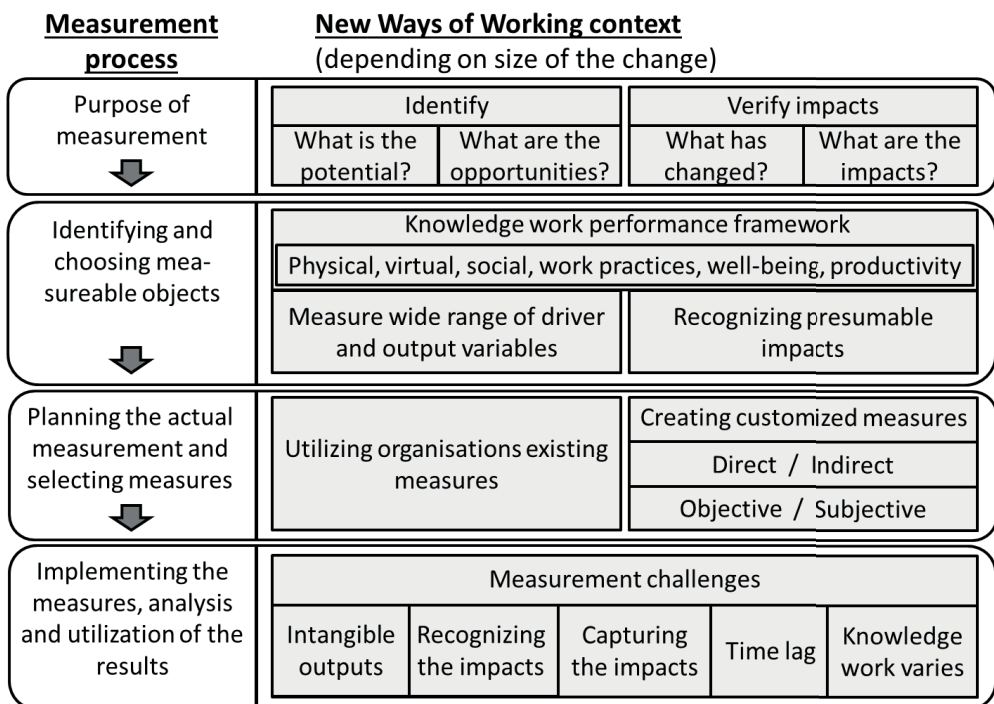 Measurement
process
New Ways of Working context
(depending on size of the change)
Purpose of
measurement
Identify
What is the
potential?
What are the
opportunities?
Verify impacts
What has
changed?
What are the
impacts?
Identifying and
choosing mea-
sureable objects
Knowledge work performance framework
Physical, virtual, social, work practices, well-being, productivity
Measure wide range of driver
and output variables
Recognizing presumable
impacts
Planning the actual
measurement and
selecting measures
Utilizing organisations existing
measures
Creating customized measures
Direct / Indirect
Objective / Subjective
Implementing the
measures, analysis
and utilization of the
results
Measurement challenges
Intangible
outputs
Recognizing
the impacts
Capturing
the impacts
Time lag
Knowledge
work varies